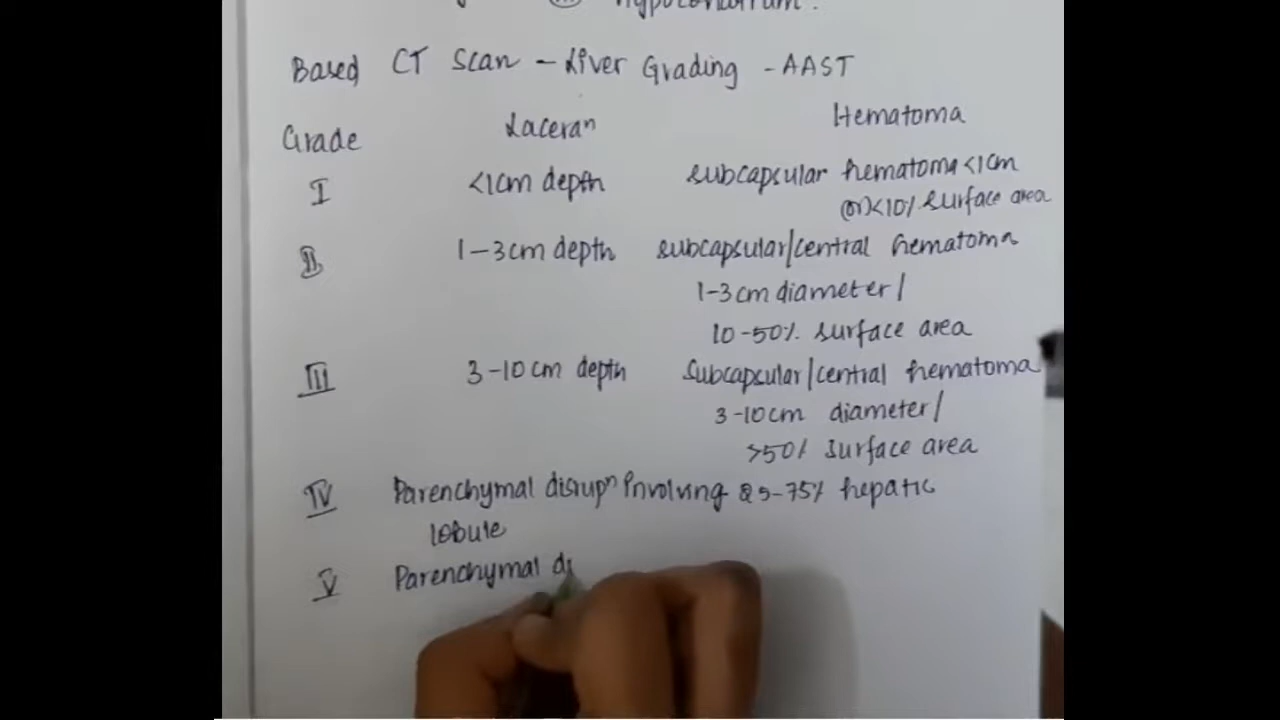 Hypocondrium.
Based CT Scan - Liver Grading - AAST
Grade Laceraⁿ Hematoma
I <1cm depth subcapsular hematoma <1cm
(or) <10% surface area
II 1-3cm depth subcapsular/central hematoma
1-3cm diameter/
10-50% surface area
III 3-10cm depth subcapsular/central hematoma
3-10cm diameter/
>50% surface area
IV Parenchymal disrupⁿ involving 25-75% hepatic
lobule
V Parenchymal di